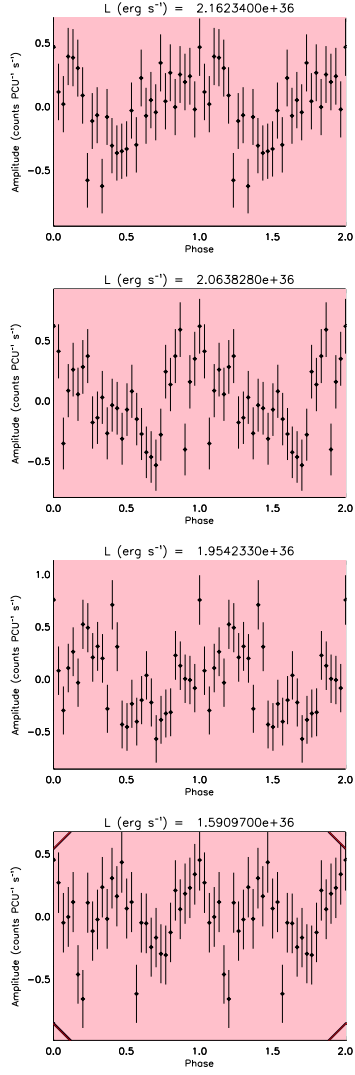 L (erg s⁻¹) = 2.1623400e+36
Amplitude (counts PCU⁻¹ s⁻¹)
0.5
0.0
−0.5
0.0 0.5 1.0 1.5 2.0
Phase
L (erg s⁻¹) = 2.0638280e+36
Amplitude (counts PCU⁻¹ s⁻¹)
0.5
0.0
−0.5
0.0 0.5 1.0 1.5 2.0
Phase
L (erg s⁻¹) = 1.9542330e+36
Amplitude (counts PCU⁻¹ s⁻¹)
1.0
0.5
0.0
−0.5
0.0 0.5 1.0 1.5 2.0
Phase
L (erg s⁻¹) = 1.5909700e+36
Amplitude (counts PCU⁻¹ s⁻¹)
0.5
0.0
−0.5
0.0 0.5 1.0 1.5 2.0
Phase